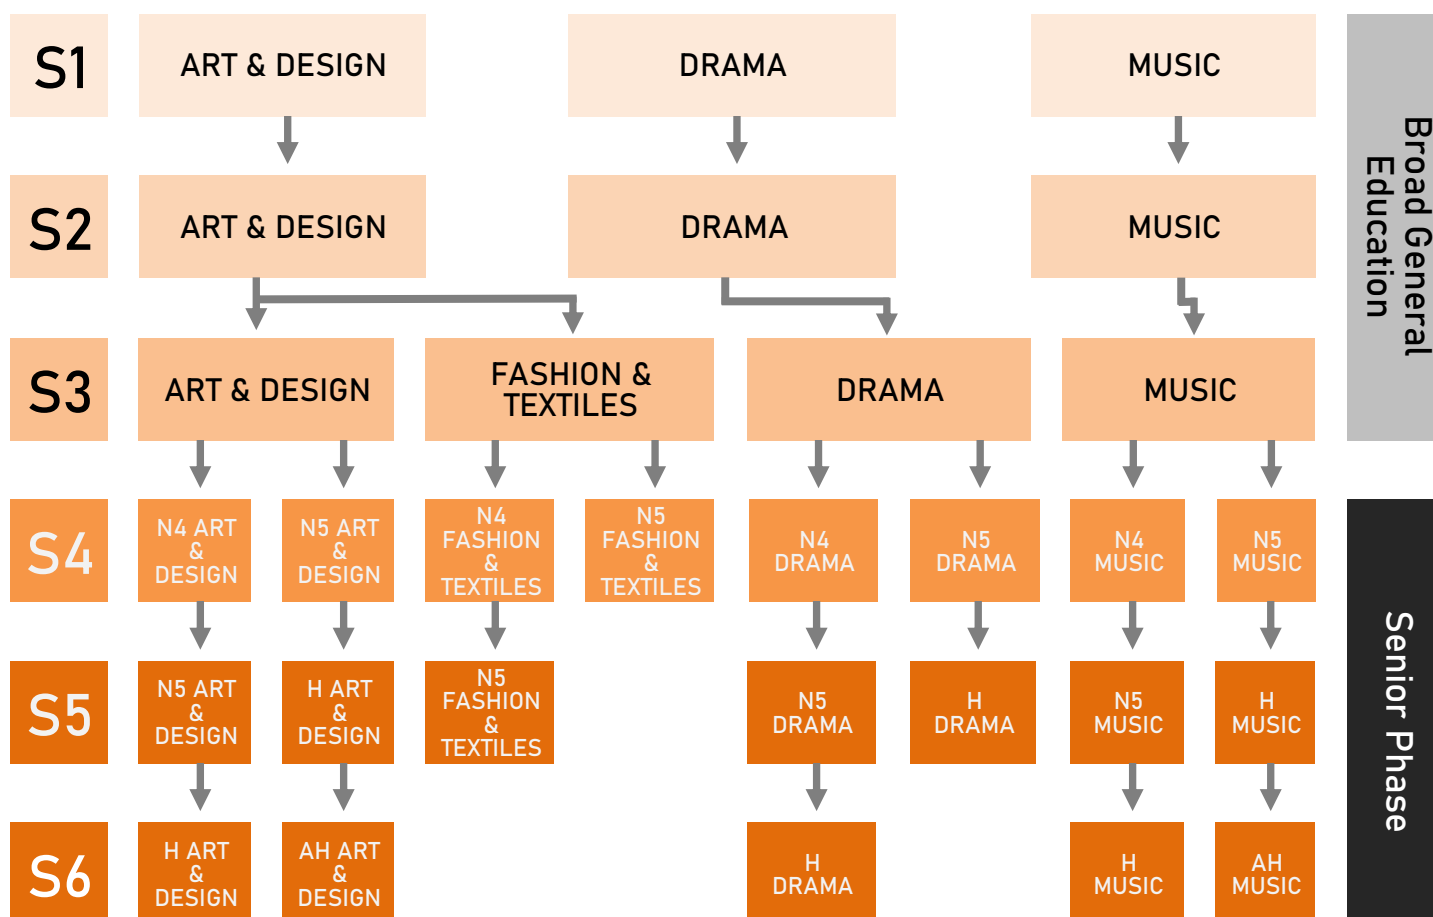 S1
ART & DESIGN
DRAMA
MUSIC
S2
ART & DESIGN
DRAMA
MUSIC
S3
ART & DESIGN
FASHION &
TEXTILES
DRAMA
MUSIC
Broad General
Education
S4
N4 ART
&
DESIGN
N5 ART
&
DESIGN
N4
FASHION
&
TEXTILES
N5
FASHION
&
TEXTILES
N4
DRAMA
N5
DRAMA
N4
MUSIC
N5
MUSIC
S5
N5 ART
&
DESIGN
H ART
&
DESIGN
N5
FASHION
&
TEXTILES
N5
DRAMA
H
DRAMA
N5
MUSIC
H
MUSIC
S6
H ART
&
DESIGN
AH ART
&
DESIGN
H
DRAMA
H
MUSIC
AH
MUSIC
Senior Phase